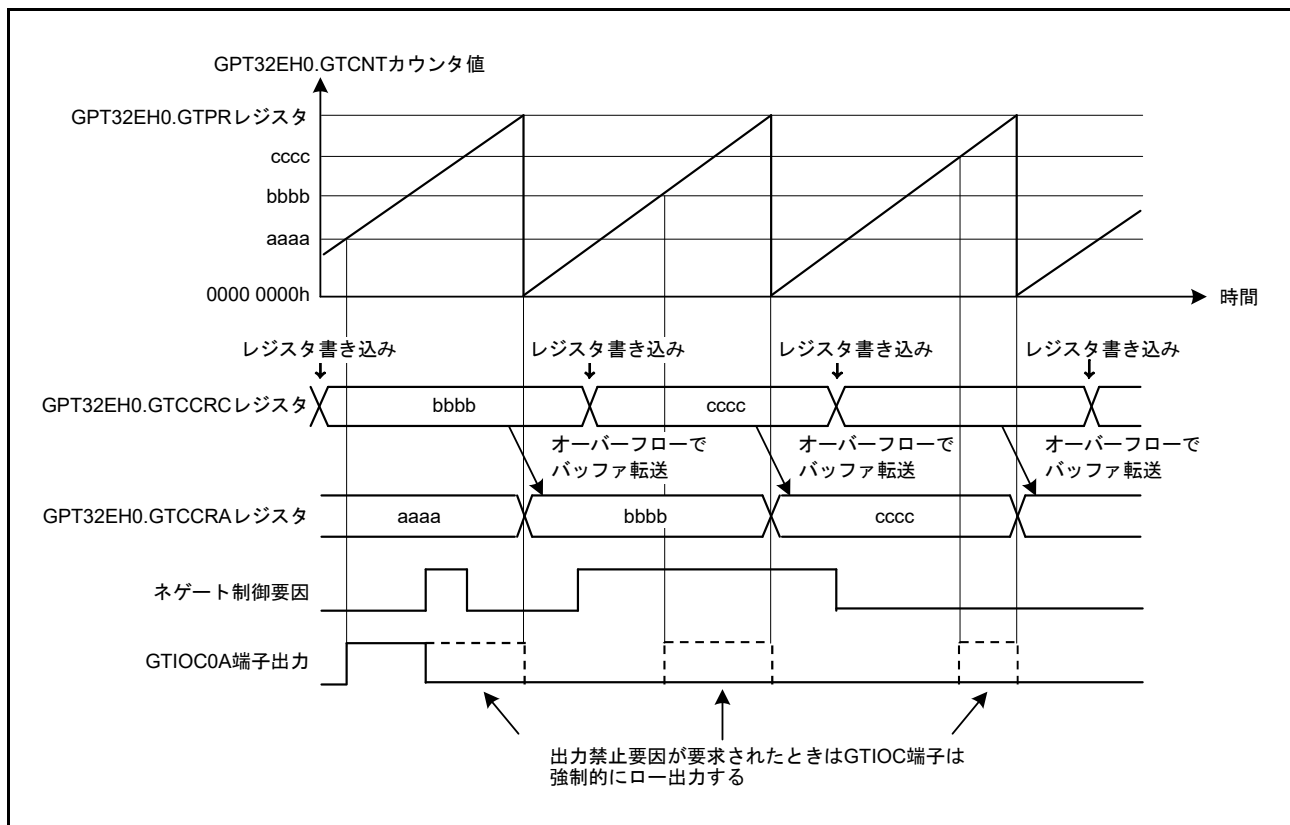 GPT32EH0.GTCNTカウンタ値
GPT32EH0.GTPRレジスタ
cccc
bbbb
aaaa
0000 0000h
時間
レジスタ書き込み
レジスタ書き込み
レジスタ書き込み
レジスタ書き込み
GPT32EH0.GTCCRCレジスタ
bbbb
cccc
オーバーフローで
バッファ転送
オーバーフローで
バッファ転送
オーバーフローで
バッファ転送
GPT32EH0.GTCCRAレジスタ
aaaa
bbbb
cccc
ネゲート制御要因
GTIOC0A端子出力
出力禁止要因が要求されたときはGTIOC端子は
強制的にロー出力する